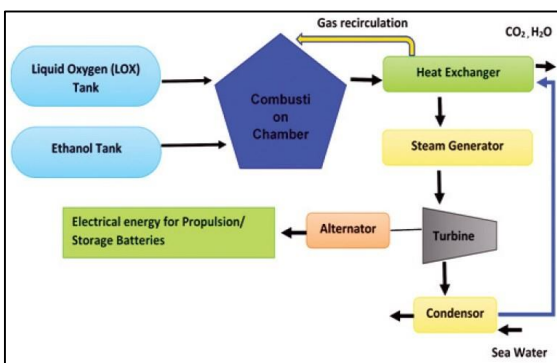 Gas recirculation
CO₂, H₂O
Liquid Oxygen (LOX)
Tank
Combusti
on
Chamber
Heat Exchanger
Ethanol Tank
Steam Generator
Electrical energy for Propulsion/
Storage Batteries
Alternator
Turbine
Condensor
Sea Water